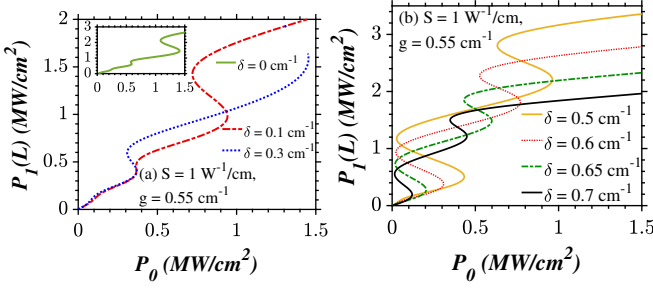 2
1.5
1
0.5
0
P₁(L) (MW/cm²)
3
2
1
0
0 0.5 1 1.5
δ = 0 cm⁻¹
δ = 0.1 cm⁻¹
δ = 0.3 cm⁻¹
(a) S = 1 W⁻¹/cm,
g = 0.55 cm⁻¹
0 0.5 1 1.5
P₀ (MW/cm²)
(b) S = 1 W⁻¹/cm,
g = 0.55 cm⁻¹
3
2
1
0
P₁(L) (MW/cm²)
δ = 0.5 cm⁻¹
δ = 0.6 cm⁻¹
δ = 0.65 cm⁻¹
δ = 0.7 cm⁻¹
0 0.5 1 1.5
P₀ (MW/cm²)